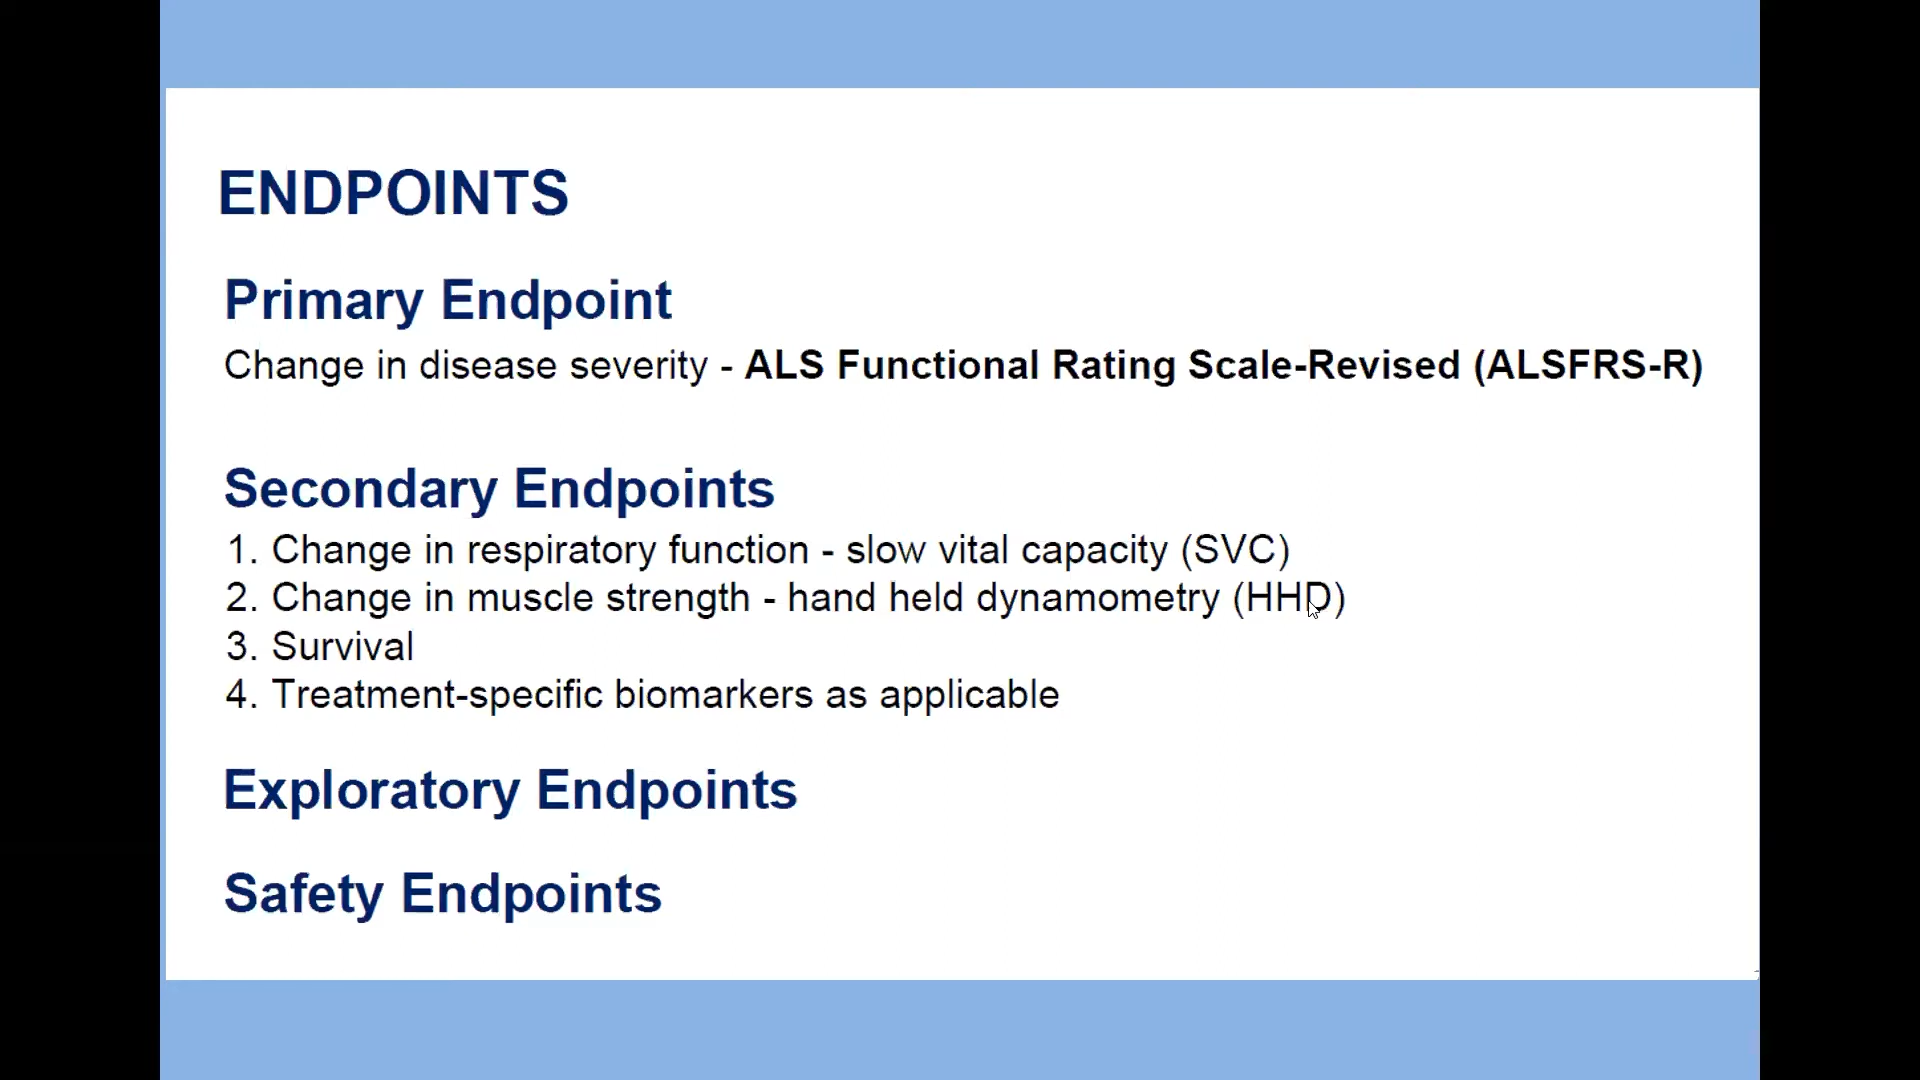 ENDPOINTS
Primary Endpoint
Change in disease severity - ALS Functional Rating Scale-Revised (ALSFRS-R)
Secondary Endpoints
1. Change in respiratory function - slow vital capacity (SVC)
2. Change in muscle strength - hand held dynamometry (HHD)
3. Survival
4. Treatment-specific biomarkers as applicable
Exploratory Endpoints
Safety Endpoints